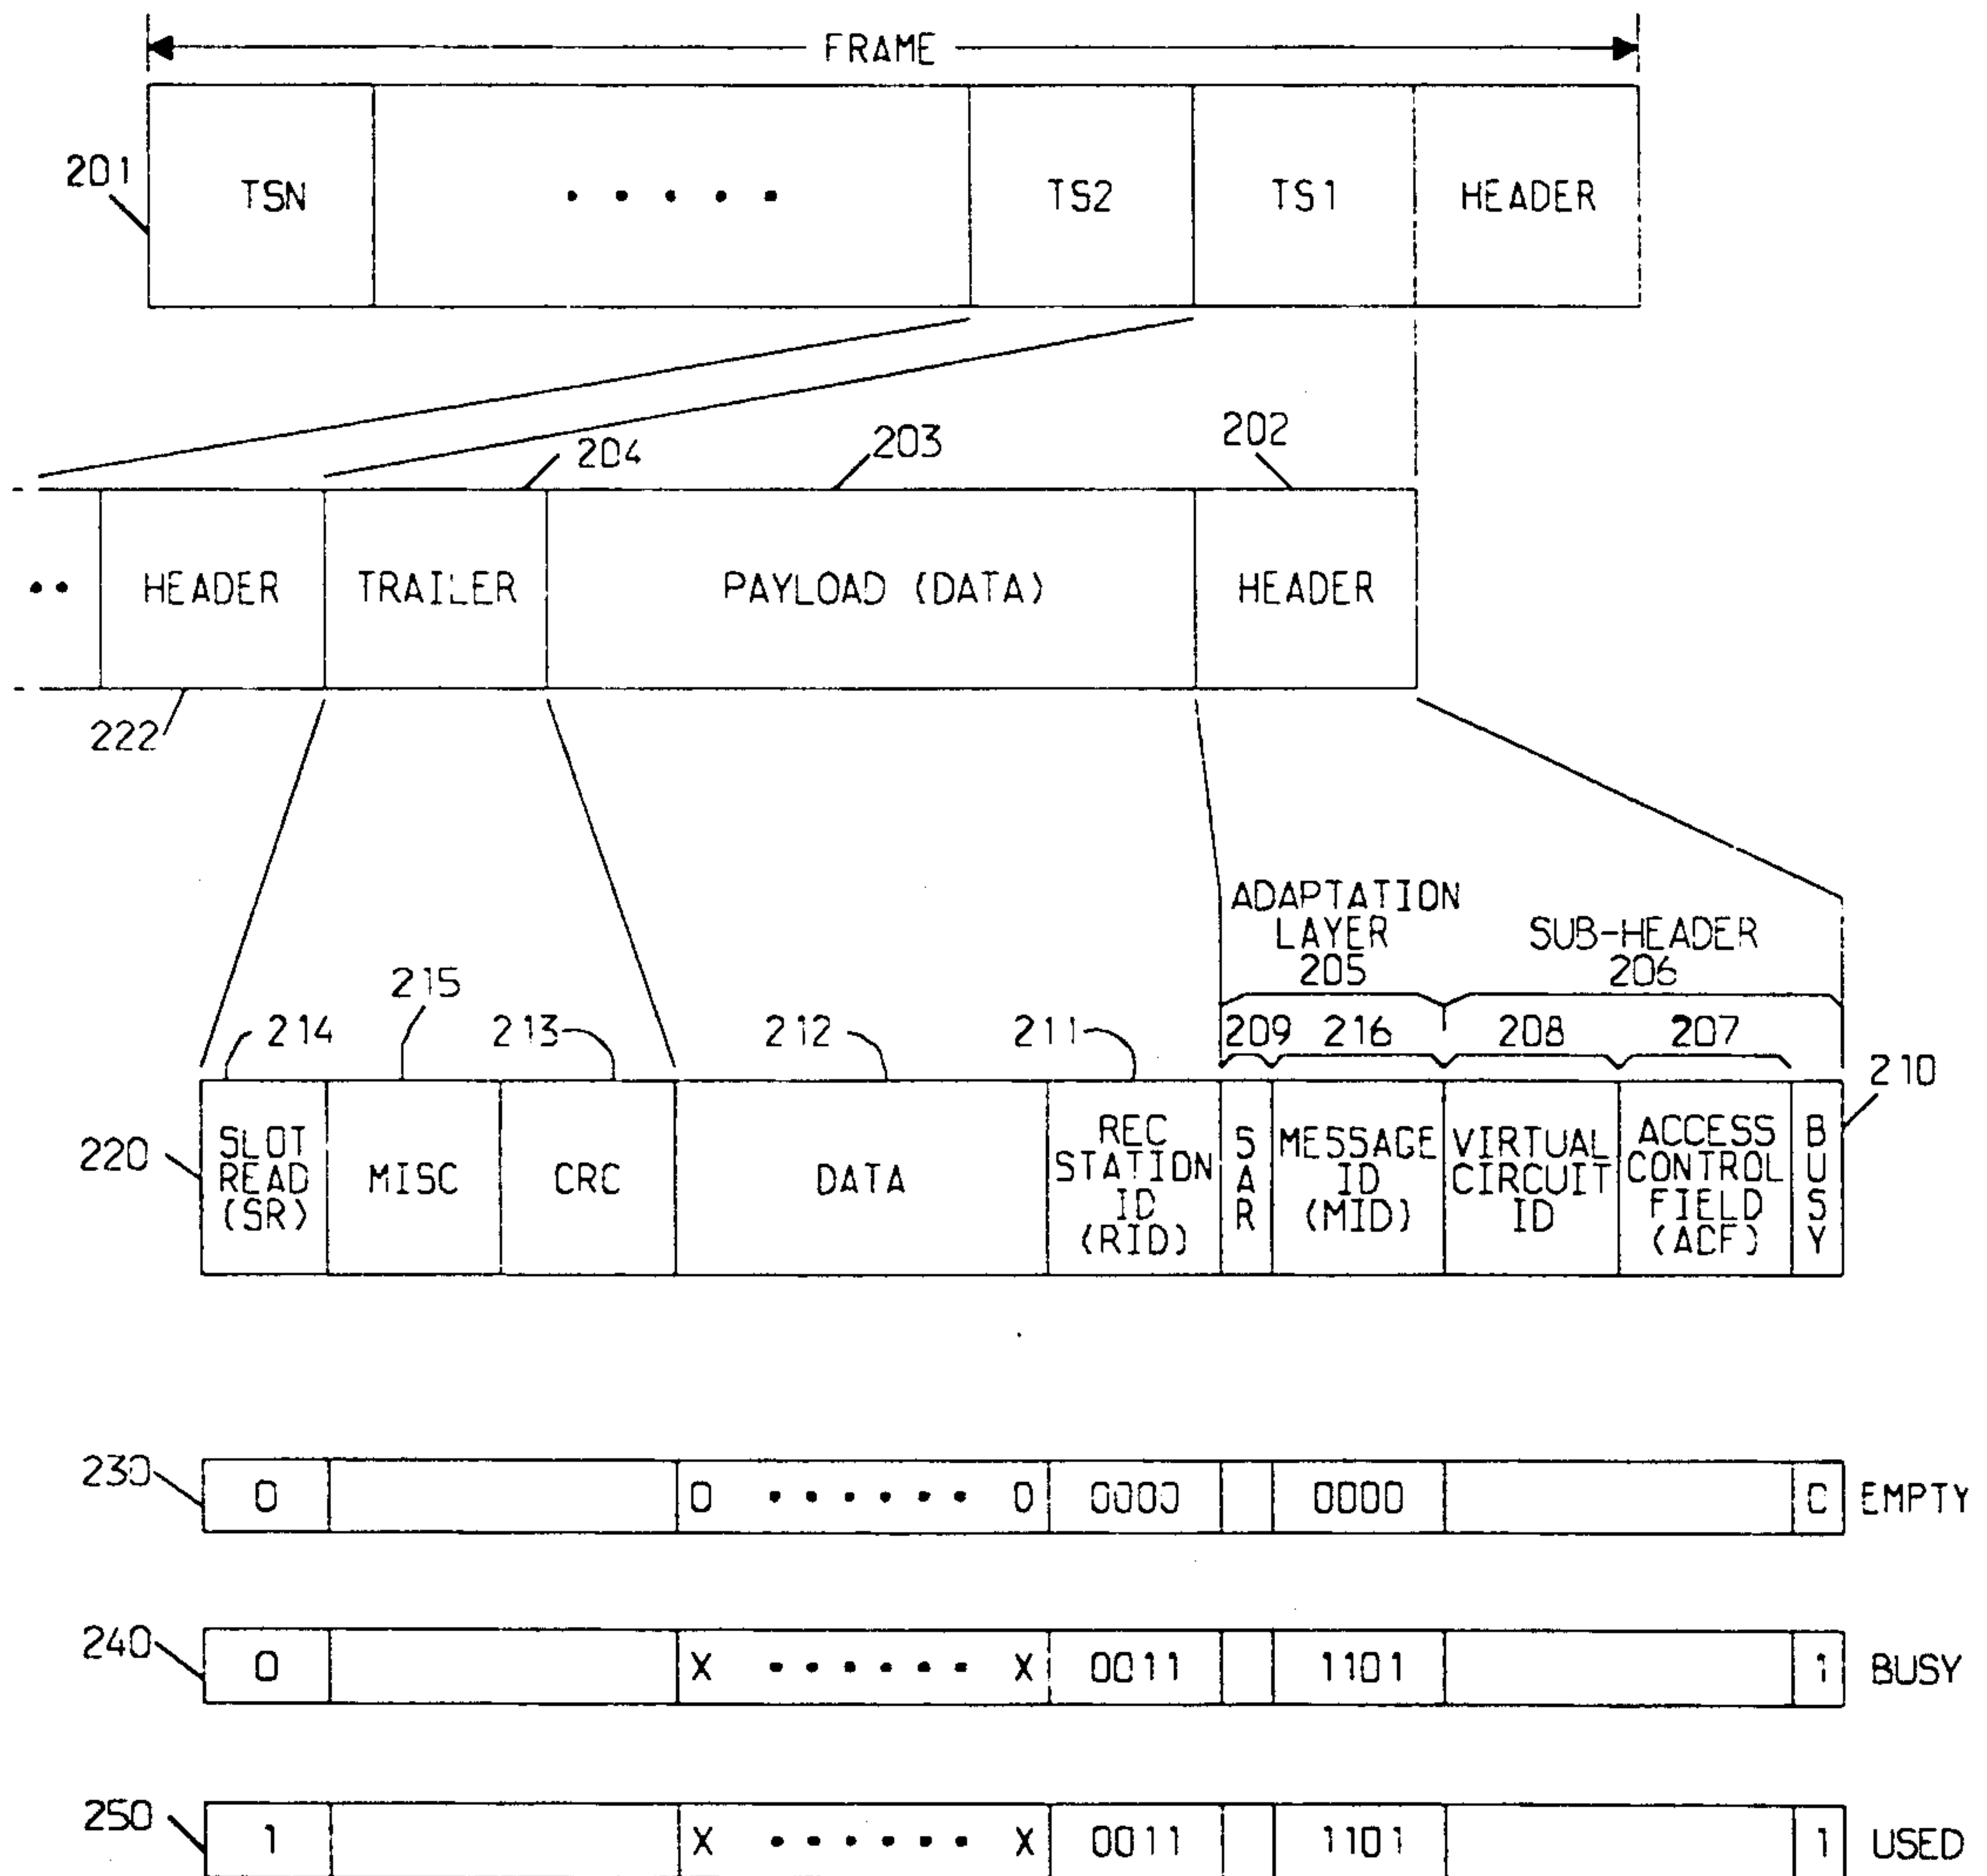 FRAME
201
TSN
TS2
TS1
HEADER
204
203
202
HEADER
TRAILER
PAYLOAD (DATA)
HEADER
222
ADAPTATION
LAYER
205
SUB-HEADER
206
214
215
213
212
211
209
216
208
207
210
220
SLOT
READ
(SR)
MISC
CRC
DATA
REC
STATION
ID
(RID)
SAR
MESSAGE
ID
(MID)
VIRTUAL
CIRCUIT
ID
ACCESS
CONTROL
FIELD
(ACF)
BUSY
230
0
0 • • • • • • 0
0000
0000
0
EMPTY
240
0
X • • • • • • X
0011
1101
1
BUSY
250
1
X • • • • • • X
0011
1101
1
USED